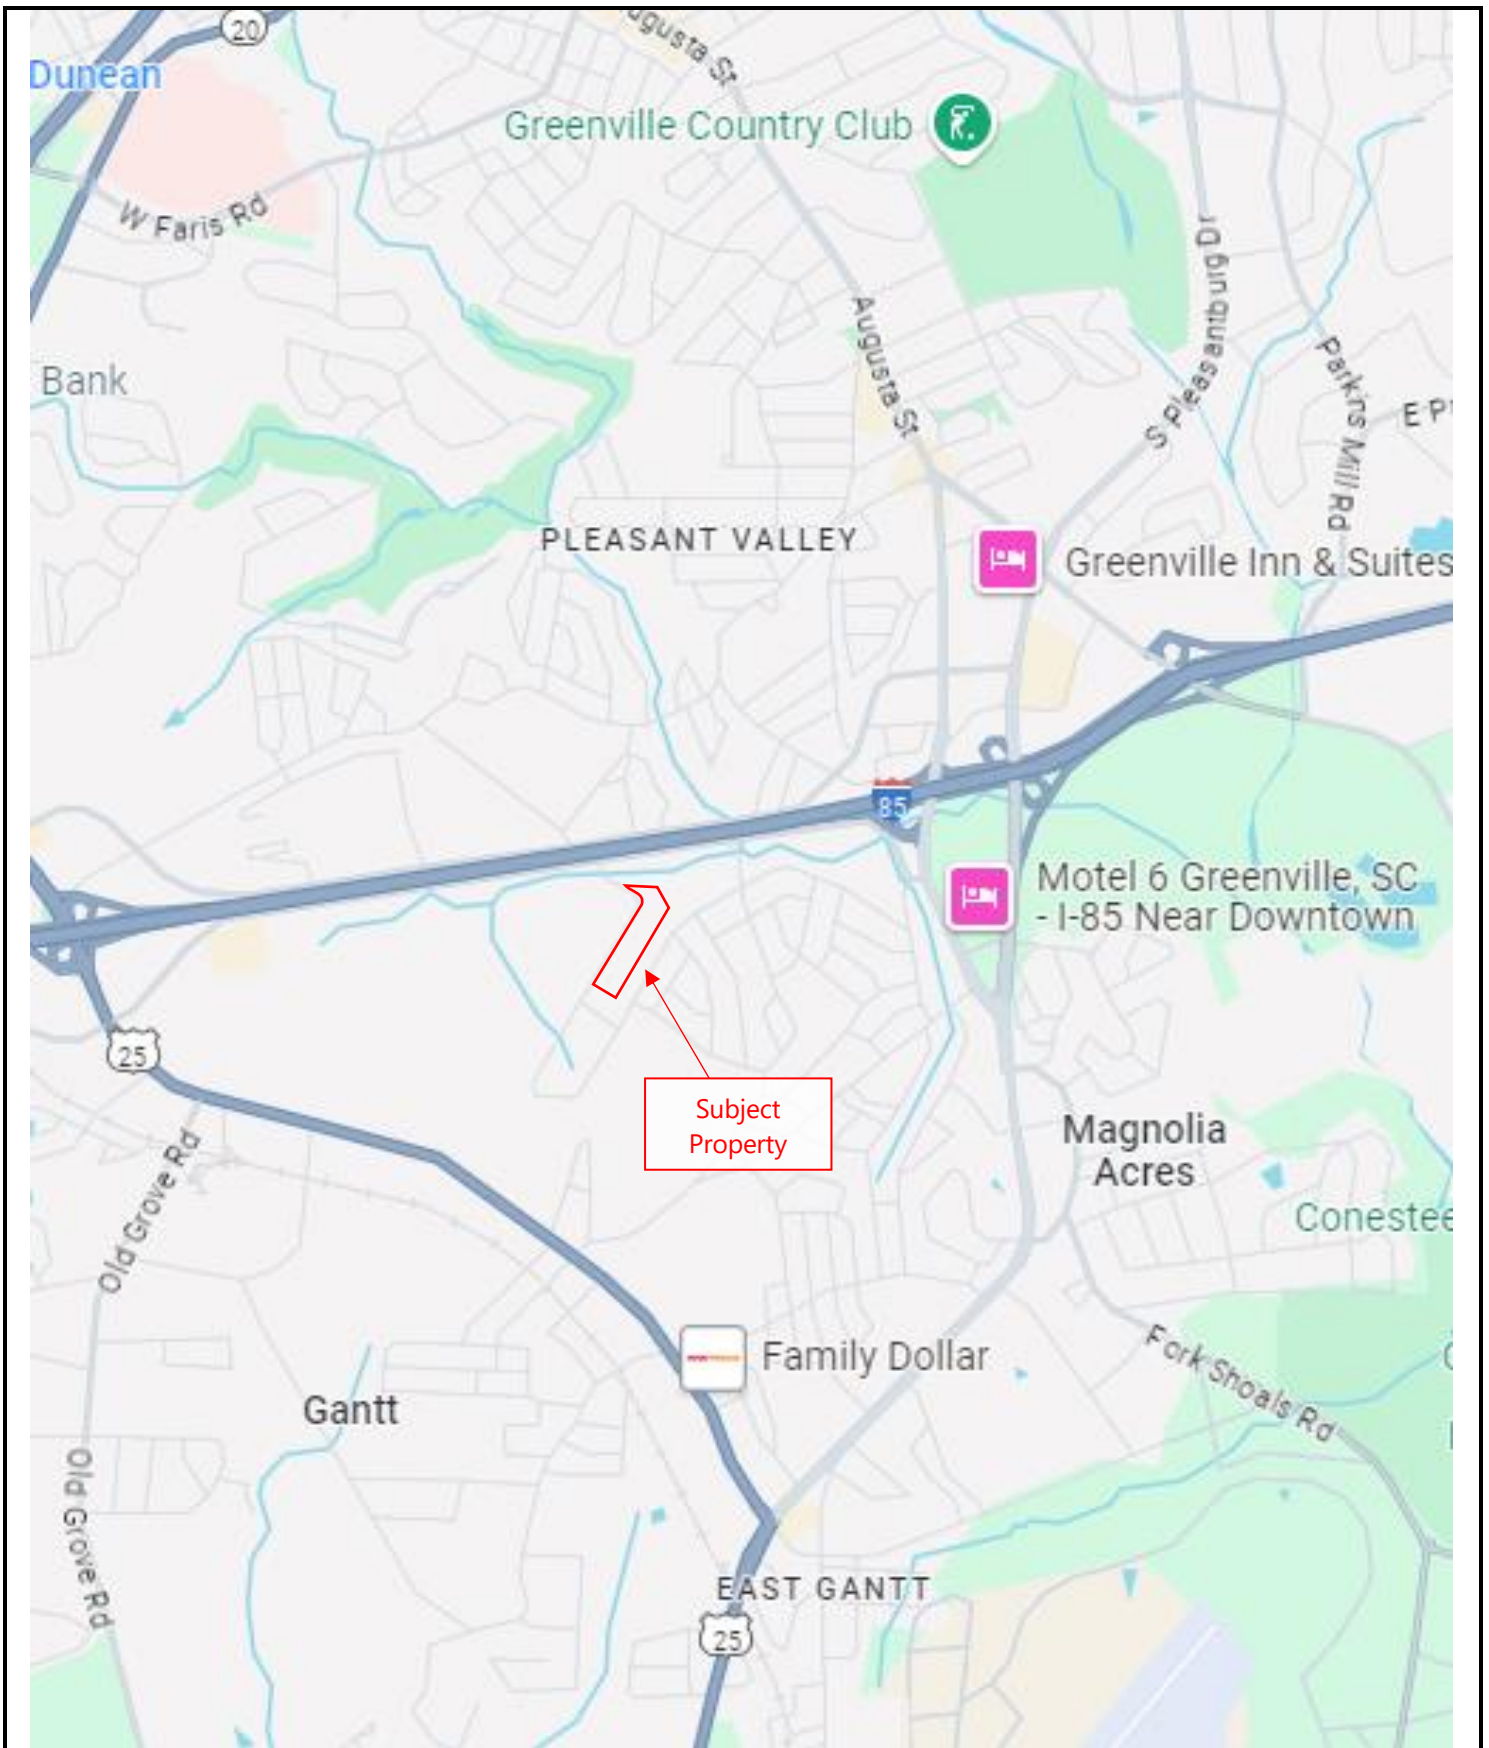 20
ugusta St
Dunean
Greenville Country Club
W Faris Rd
S Pleasantburg Dr
Augusta St
Parkins Mill Rd
Bank
E P
PLEASANT VALLEY
Greenville Inn & Suites
85
Motel 6 Greenville, SC
- I-85 Near Downtown
25
Subject
Property
Magnolia
Acres
Old Grove Rd
Conestee
Family Dollar
Fork Shoals Rd
Gantt
Old Grove Rd
EAST GANTT
25